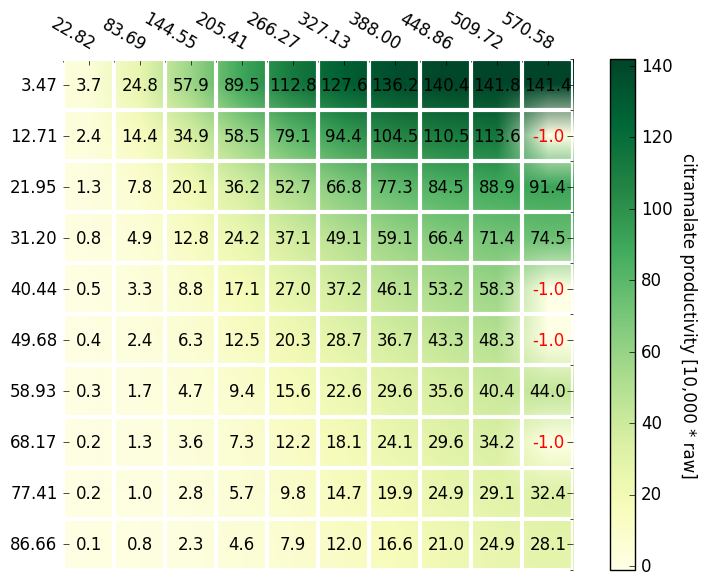 22.82 83.69 144.55 205.41 266.27 327.13 388.00 448.86 509.72 570.58
3.47 3.7 24.8 57.9 89.5 112.8 127.6 136.2 140.4 141.8 141.4
12.71 2.4 14.4 34.9 58.5 79.1 94.4 104.5 110.5 113.6 -1.0
21.95 1.3 7.8 20.1 36.2 52.7 66.8 77.3 84.5 88.9 91.4
31.20 0.8 4.9 12.8 24.2 37.1 49.1 59.1 66.4 71.4 74.5
40.44 0.5 3.3 8.8 17.1 27.0 37.2 46.1 53.2 58.3 -1.0
49.68 0.4 2.4 6.3 12.5 20.3 28.7 36.7 43.3 48.3 -1.0
58.93 0.3 1.7 4.7 9.4 15.6 22.6 29.6 35.6 40.4 44.0
68.17 0.2 1.3 3.6 7.3 12.2 18.1 24.1 29.6 34.2 -1.0
77.41 0.2 1.0 2.8 5.7 9.8 14.7 19.9 24.9 29.1 32.4
86.66 0.1 0.8 2.3 4.6 7.9 12.0 16.6 21.0 24.9 28.1
140
120
100
80
60
40
20
0
citramalate productivity [10,000 * raw]